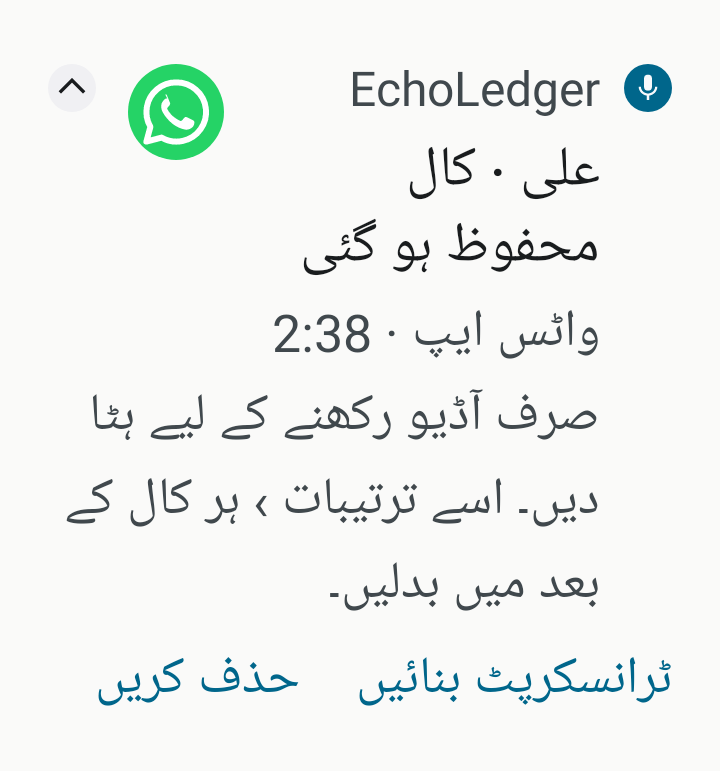 EchoLedger
علی · کال
محفوظ ہو گئی
واٹس ایپ · 2:38
صرف آڈیو رکھنے کے لیے ہٹا
دیں۔ اسے ترتیبات › ہر کال کے
بعد میں بدلیں۔
ٹرانسکرپٹ بنائیں حذف کریں